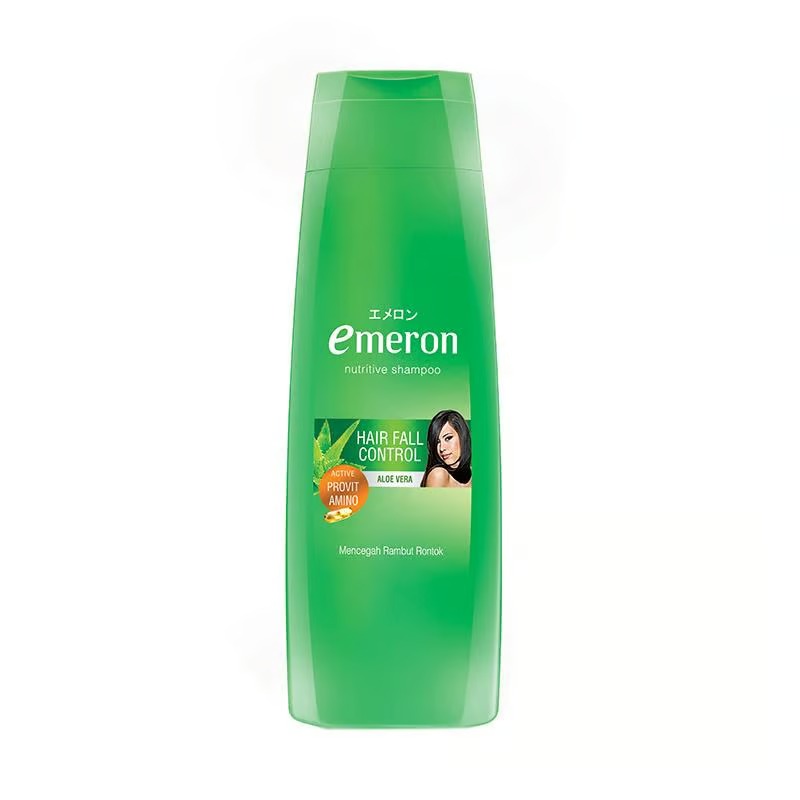 エメロン
emeron
nutritive shampoo
HAIR FALL
CONTROL
ALOE VERA
ACTIVE
PROVIT
AMINO
Mencegah Rambut Rontok